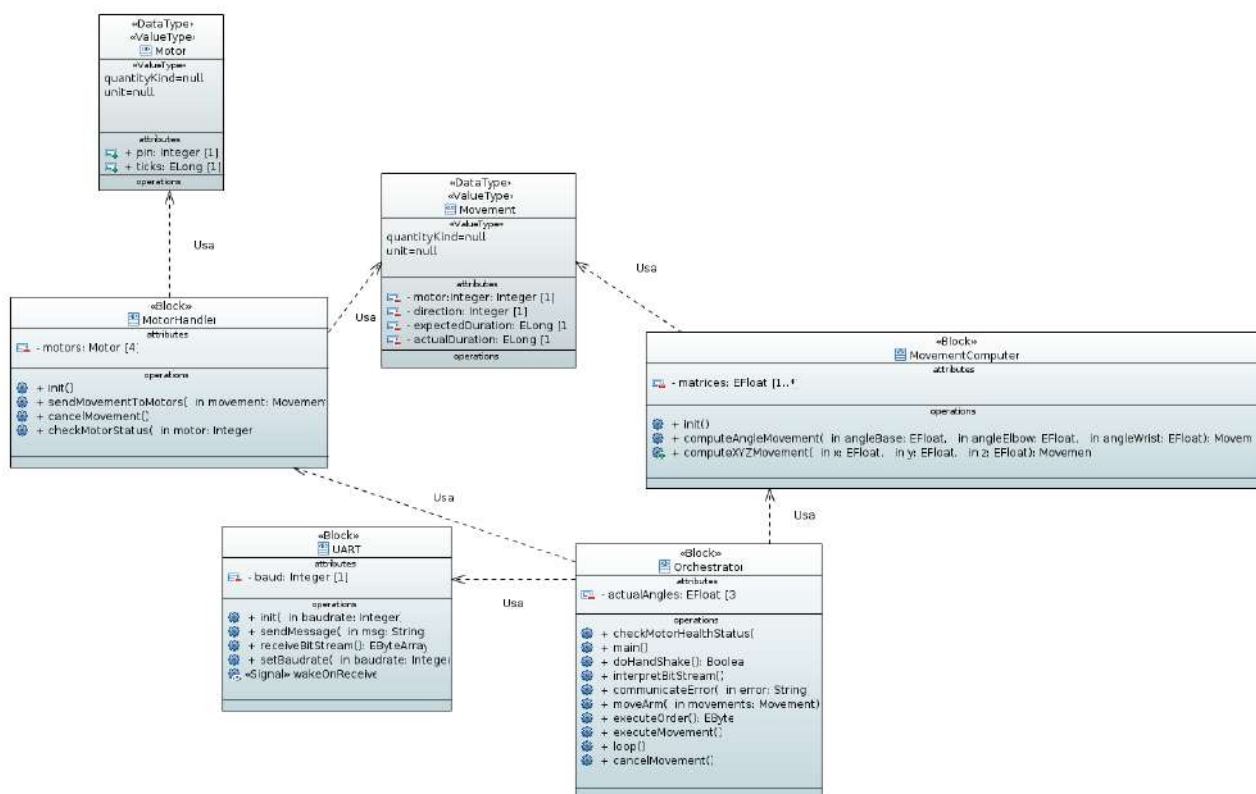 «DataType»
«ValueType»
Motor
«ValueType»
quantityKind=null
unit=null
attributes
+ pin: Integer [1]
+ ticks: ELong [1]
operations
Usa
«DataType»
«ValueType»
Movement
«ValueType»
quantityKind=null
unit=null
attributes
- motor:Integer: Integer [1]
- direction: Integer [1]
- expectedDuration: ELong [1
- actualDuration: ELong [1
operations
Usa
Usa
«Block»
MotorHandler
attributes
- motors: Motor [4]
operations
+ init()
+ sendMovementToMotors( in movement: Movement
+ cancelMovement()
+ checkMotorStatus( in motor: Integer
«Block»
MovementComputer
attributes
- matrices: EFloat [1..*
operations
+ init()
+ computeAngleMovement( in angleBase: EFloat, in angleElbow: EFloat, in angleWrist: EFloat): Movem
+ computeXYZMovement( in x: EFloat, in y: EFloat, in z: EFloat): Movemen
Usa
Usa
«Block»
UART
attributes
- baud: Integer [1]
operations
+ init( in baudrate: Integer)
+ sendMessage( in msg: String
+ receiveBitStream(): EByteArray
+ setBaudrate( in baudrate: Integer
«Signal» wakeOnReceive
Usa
«Block»
Orchestrator
attributes
- actualAngles: EFloat [3
operations
+ checkMotorHealthStatus(
+ main()
+ doHandShake(): Boolea
+ interpretBitStream()
+ communicateError( in error: String
+ moveArm( in movements: Movement)
+ executeOrder(): EByte
+ executeMovement()
+ loop()
+ cancelMovement()